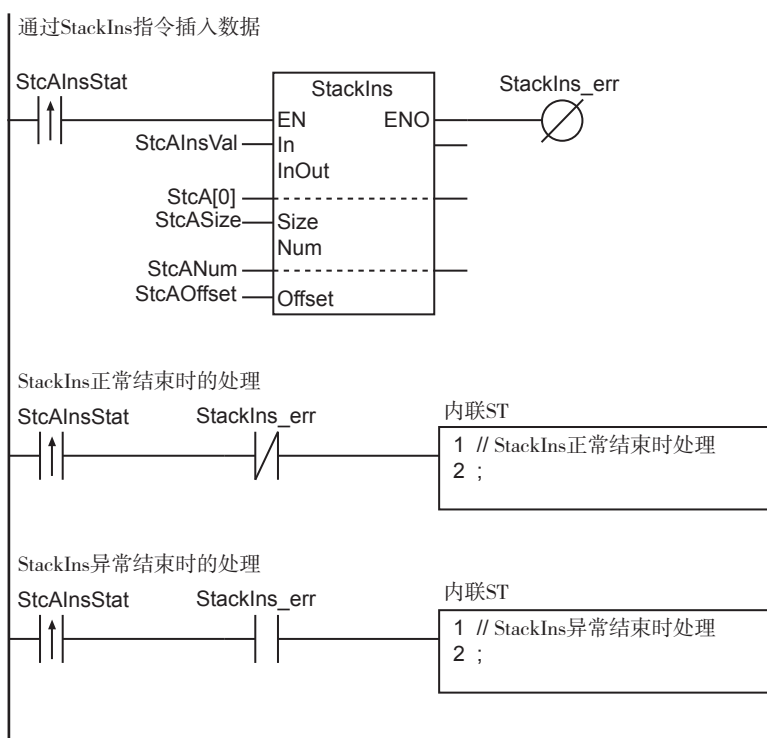 通过StackIns指令插入数据
StcAInsStat
StackIns
StackIns_err
EN ENO
StcAInsVal In
InOut
StcA[0]
StcASize Size
Num
StcANum
StcAOffset Offset
StackIns正常结束时的处理
StcAInsStat StackIns_err 内联ST
1 // StackIns正常结束时处理
2 ;
StackIns异常结束时的处理
StcAInsStat StackIns_err 内联ST
1 // StackIns异常结束时处理
2 ;